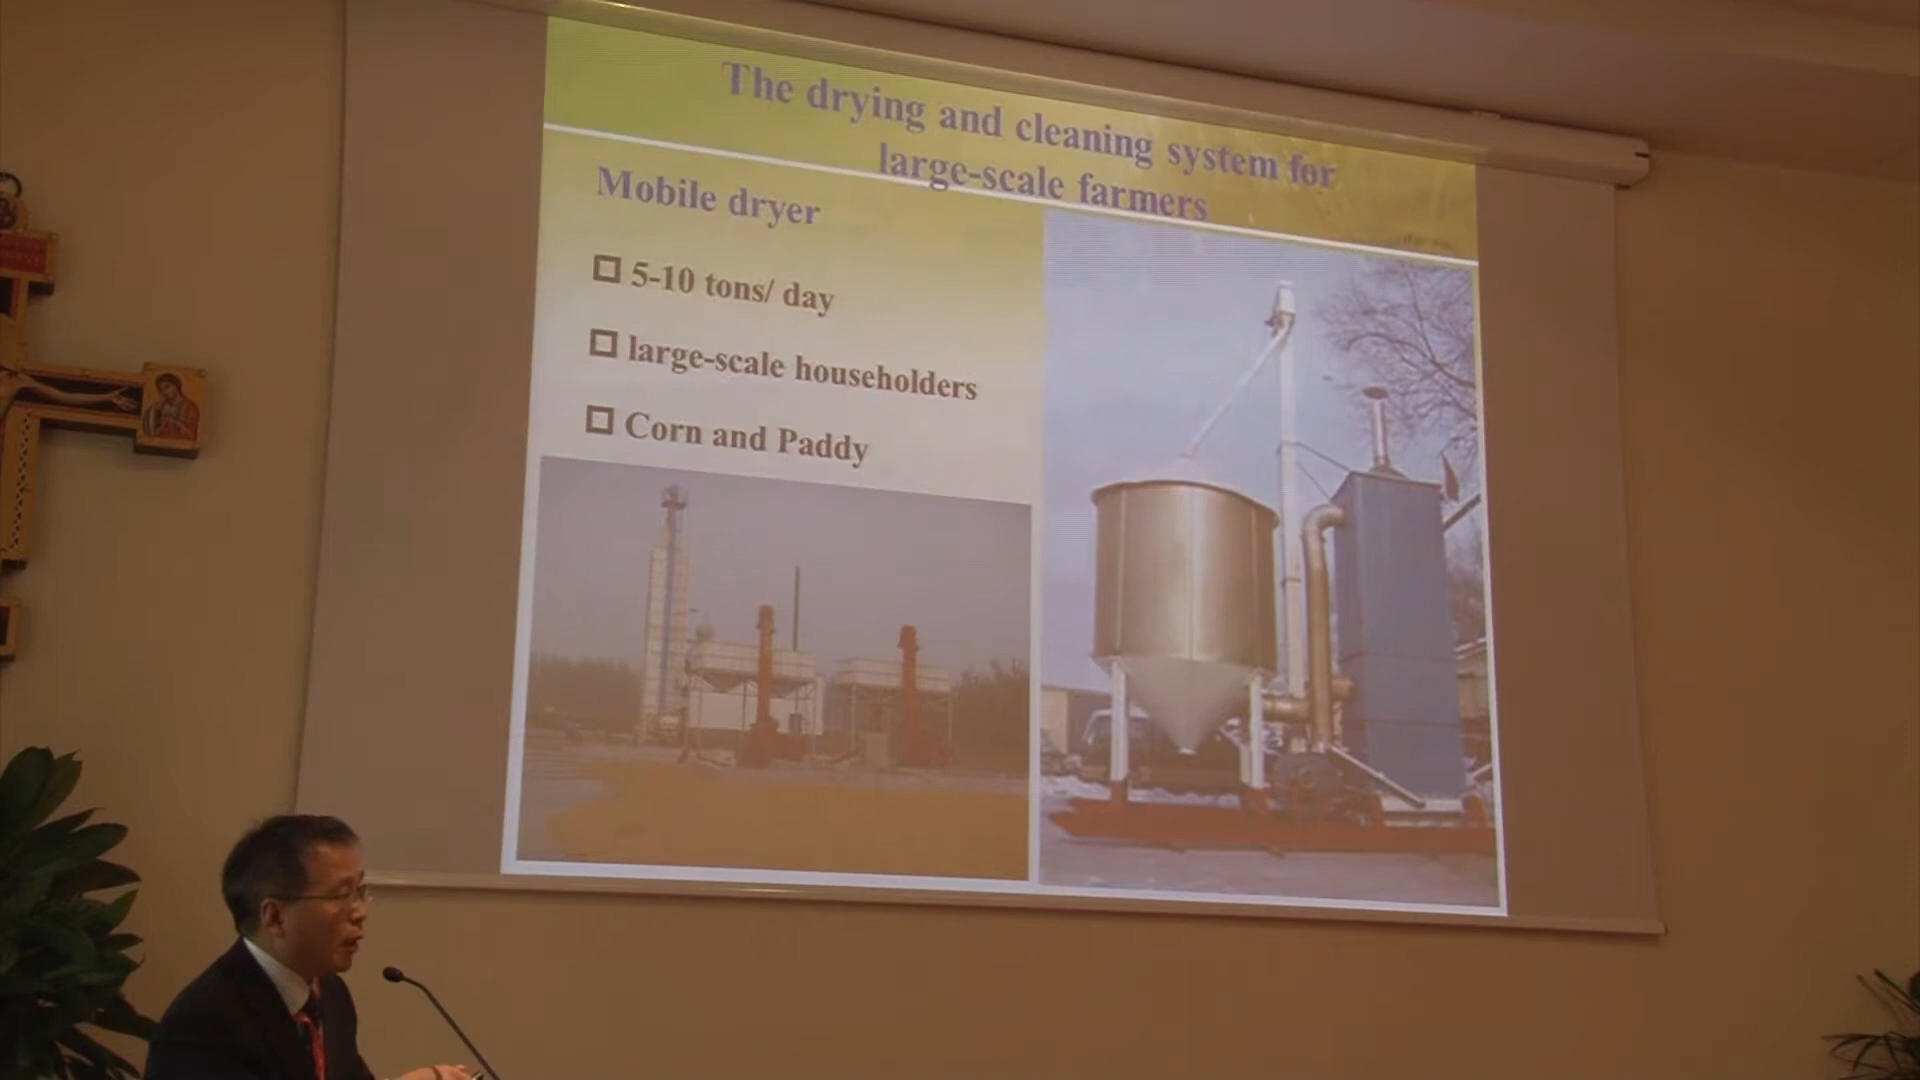 The drying and cleaning system for
large-scale farmers
Mobile dryer
5-10 tons/ day
large-scale householders
Corn and Paddy